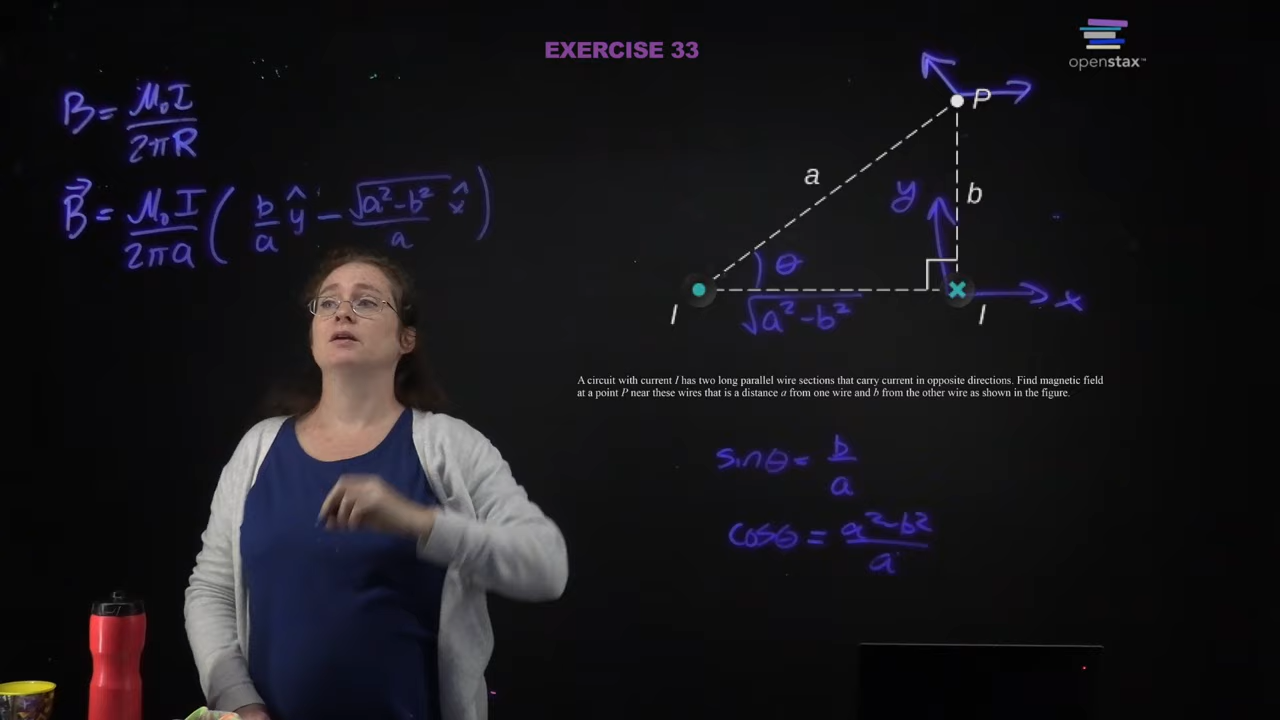 EXERCISE 33
openstax™
B = μ₀I / 2πR
B⃗ = μ₀I / 2πa ( b/a ŷ − √a²−b² / a x̂ )
P
a
b
y
θ
I
√a²−b²
I
x
A circuit with current I has two long parallel wire sections that carry current in opposite directions. Find magnetic field
at a point P near these wires that is a distance a from one wire and b from the other wire as shown in the figure.
sinθ = b/a
cosθ = a²−b² / a